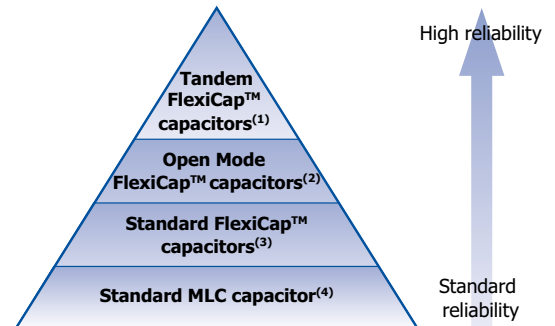 Tandem
FlexiCap™
capacitors(1)
Open Mode
FlexiCap™ capacitors(2)
Standard FlexiCap™
capacitors(3)
Standard MLC capacitor(4)
High reliability
Standard
reliability